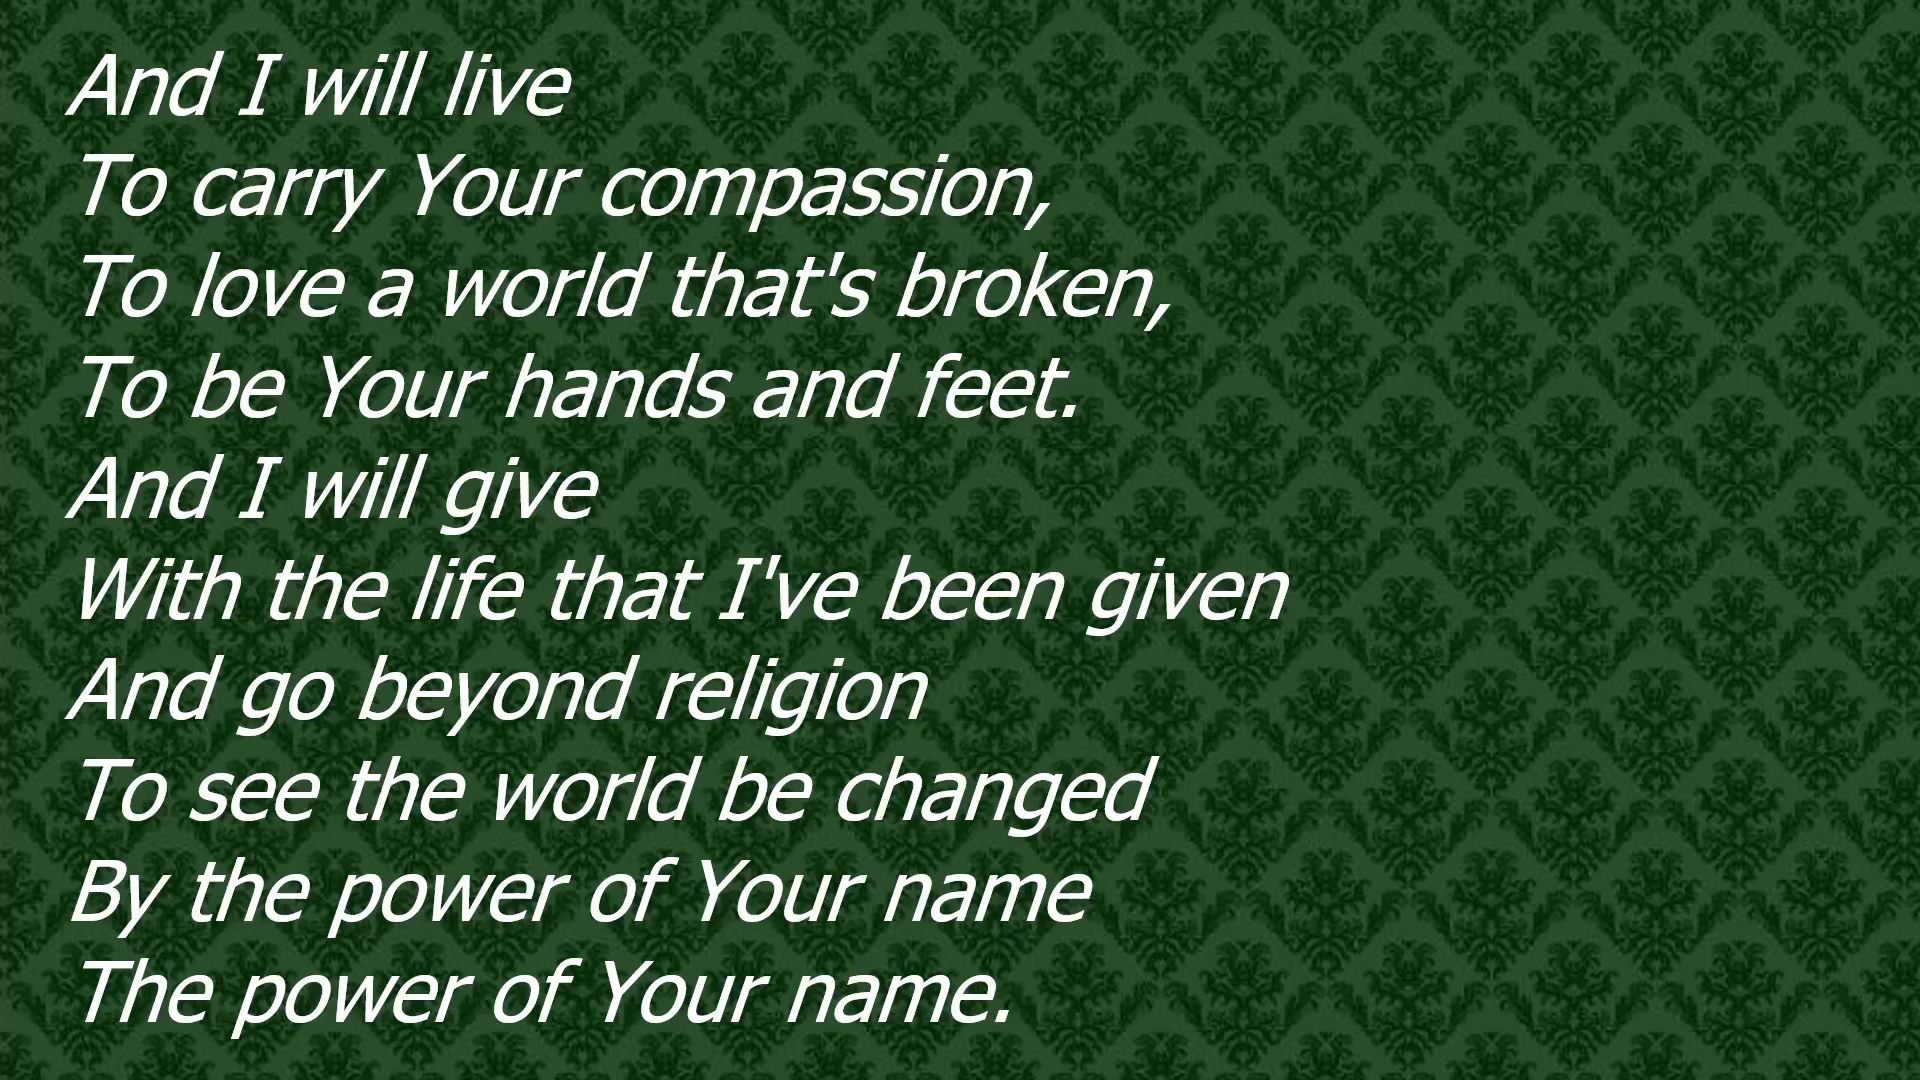 And I will live
To carry Your compassion,
To love a world that's broken,
To be Your hands and feet.
And I will give
With the life that I've been given
And go beyond religion
To see the world be changed
By the power of Your name
The power of Your name.